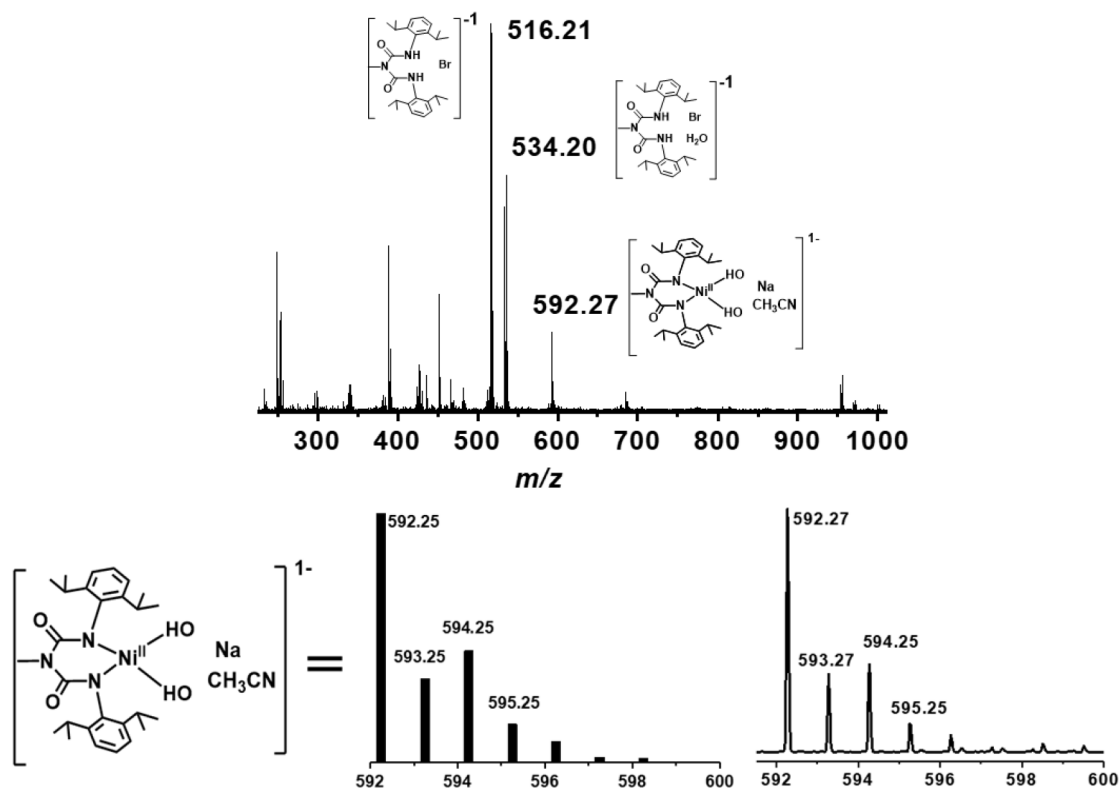 -1
O
NH
Br
N
NH
O
516.21
-1
O
NH
Br
N
NH
H2O
O
534.20
1-
O
N
HO
N
NiII
Na
HO
CH3CN
N
O
592.27
300 400 500 600 700 800 900 1000
m/z
1-
O
N
HO
N
NiII
Na
HO
CH3CN
N
O
=
592.25
593.25
594.25
595.25
592 594 596 598 600
592.27
593.27
594.25
595.25
592 594 596 598 600